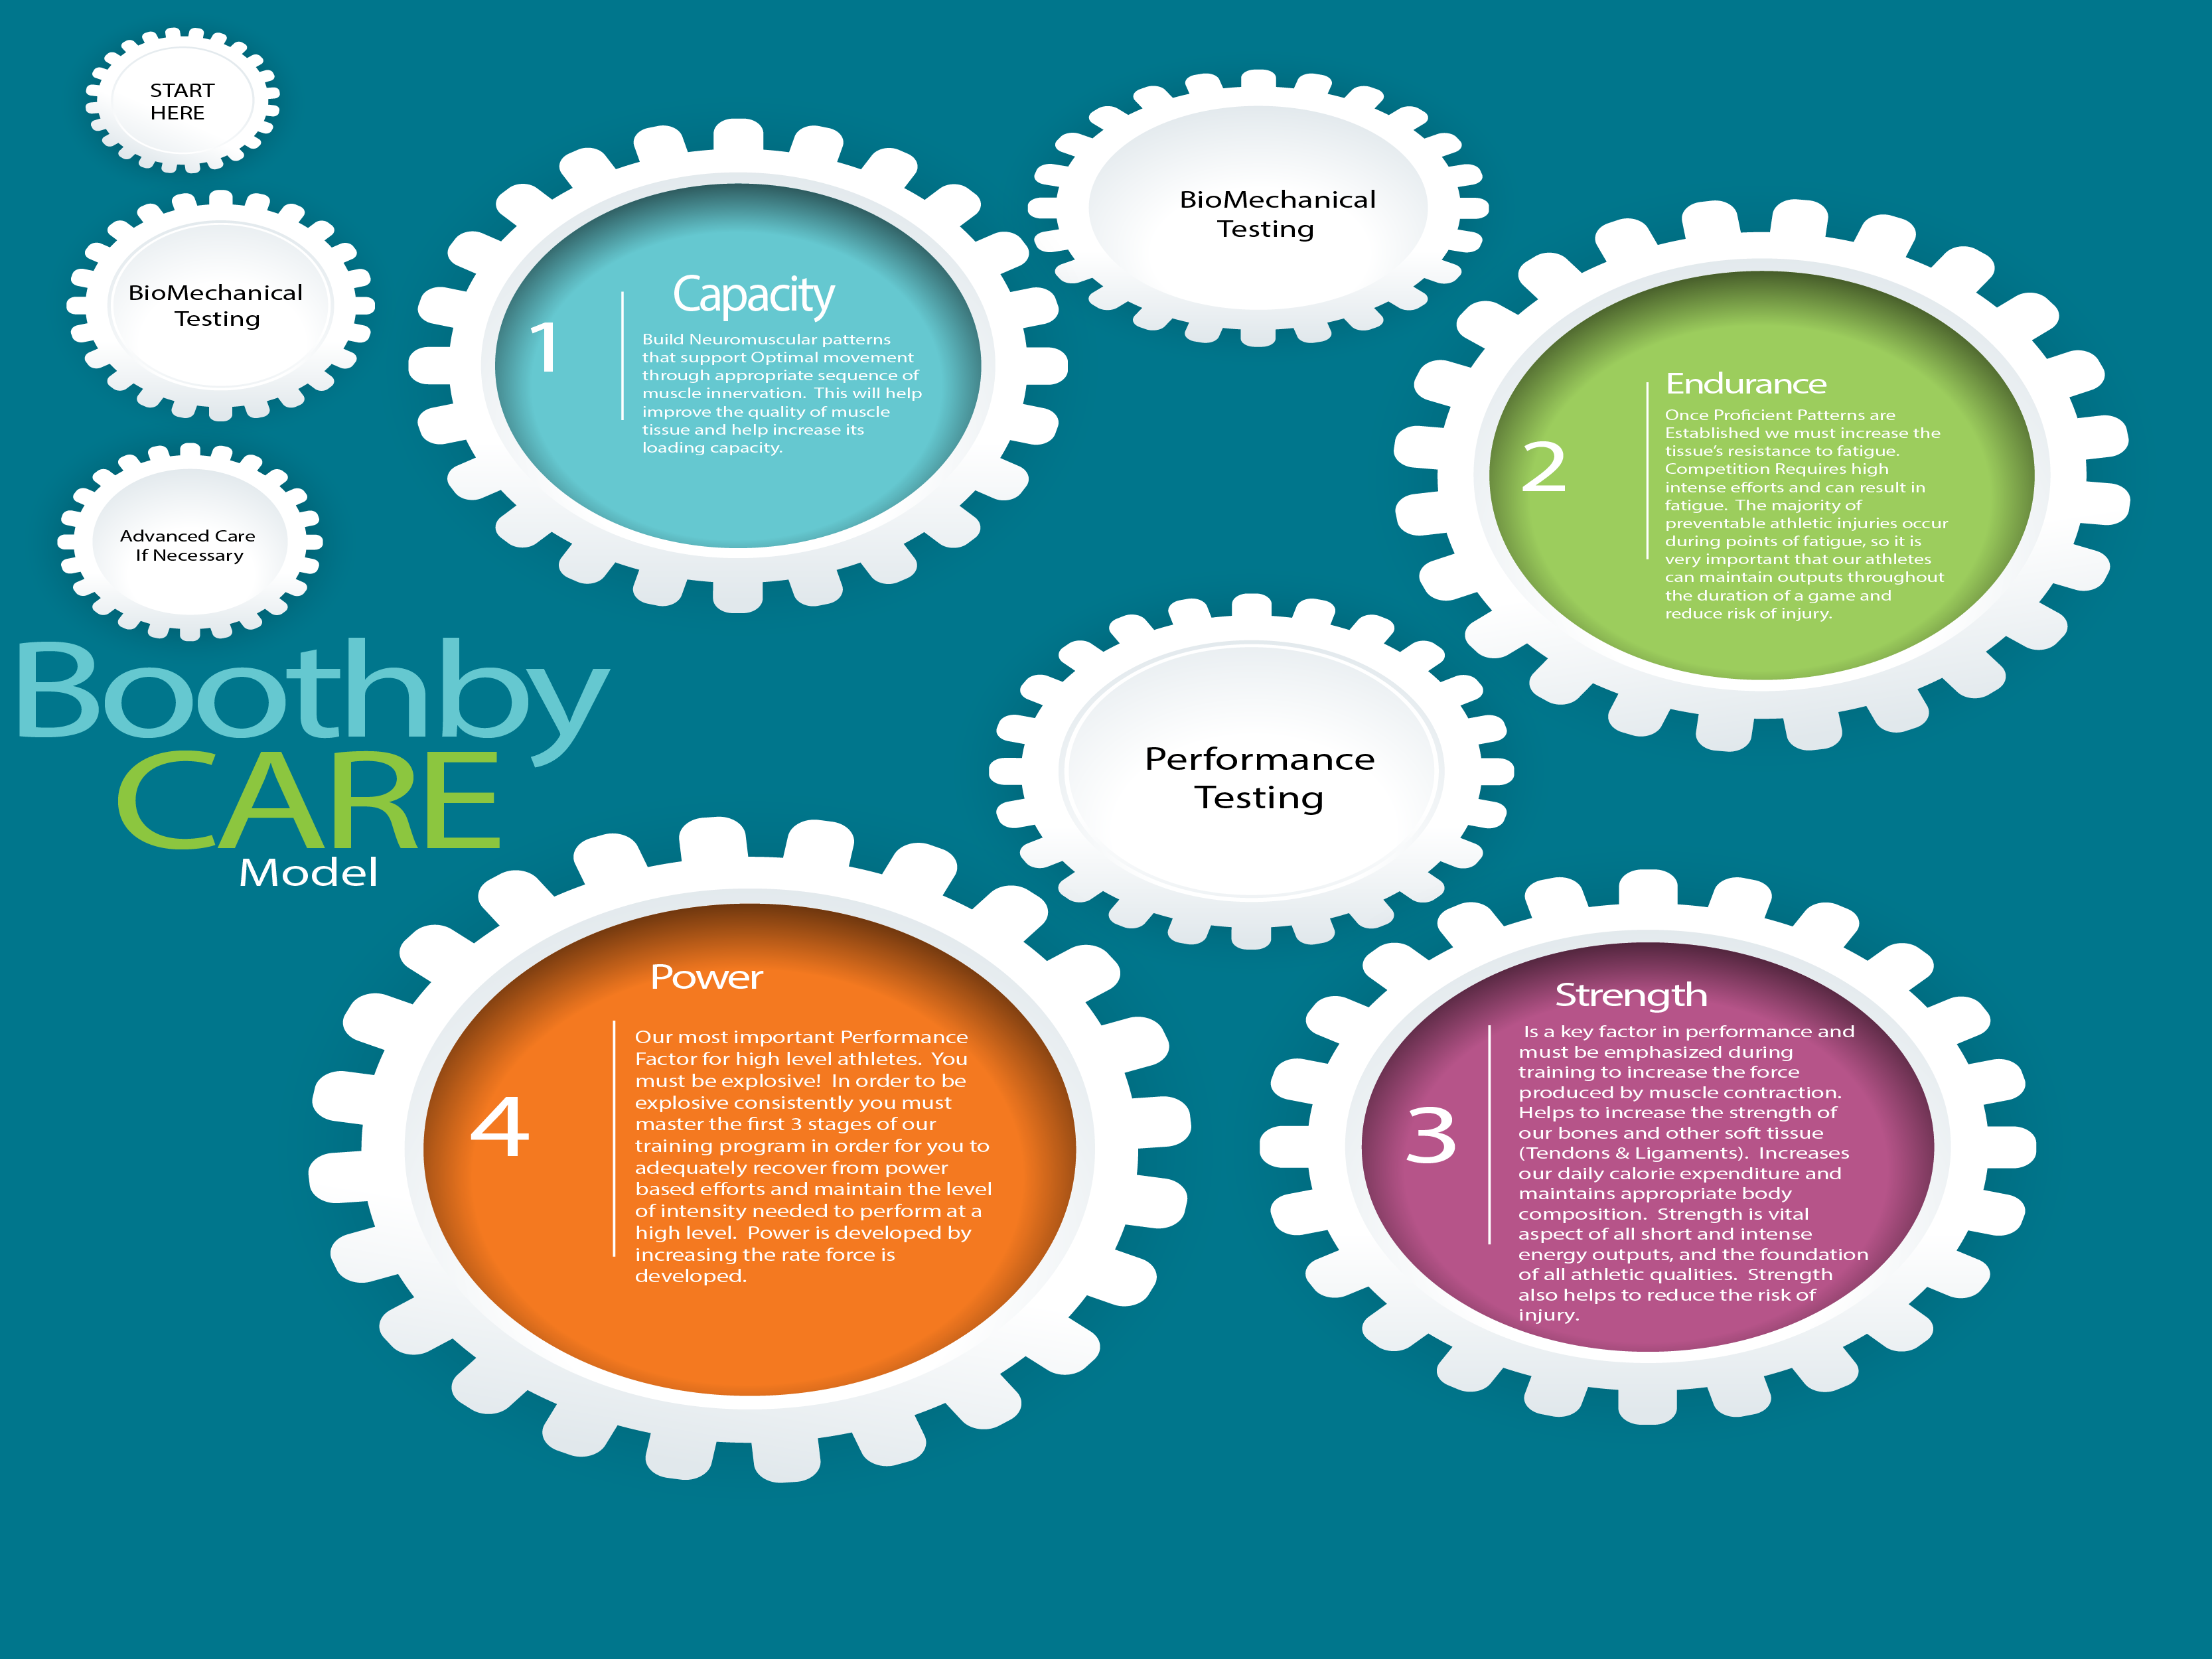 START
HERE
BioMechanical
Testing
Advanced Care
If Necessary
Boothby
CARE
Model
1
Capacity
Build Neuromuscular patterns
that support Optimal movement
through appropriate sequence of
muscle innervation.  This will help
improve the quality of muscle
tissue and help increase its
loading capacity.
BioMechanical
Testing
2
Endurance
Once Proficient Patterns are
Established we must increase the
tissue's resistance to fatigue.
Competition Requires high
intense efforts and can result in
fatigue.  The majority of
preventable athletic injuries occur
during points of fatigue, so it is
very important that our athletes
can maintain outputs throughout
the duration of a game and
reduce risk of injury.
Performance
Testing
3
Strength
Is a key factor in performance and
must be emphasized during
training to increase the force
produced by muscle contraction.
Helps to increase the strength of
our bones and other soft tissue
(Tendons & Ligaments).  Increases
our daily calorie expenditure and
maintains appropriate body
composition.  Strength is vital
aspect of all short and intense
energy outputs, and the foundation
of all athletic qualities.  Strength
also helps to reduce the risk of
injury.
4
Power
Our most important Performance
Factor for high level athletes.  You
must be explosive!  In order to be
explosive consistently you must
master the first 3 stages of our
training program in order for you to
adequately recover from power
based efforts and maintain the level
of intensity needed to perform at a
high level.  Power is developed by
increasing the rate force is
developed.